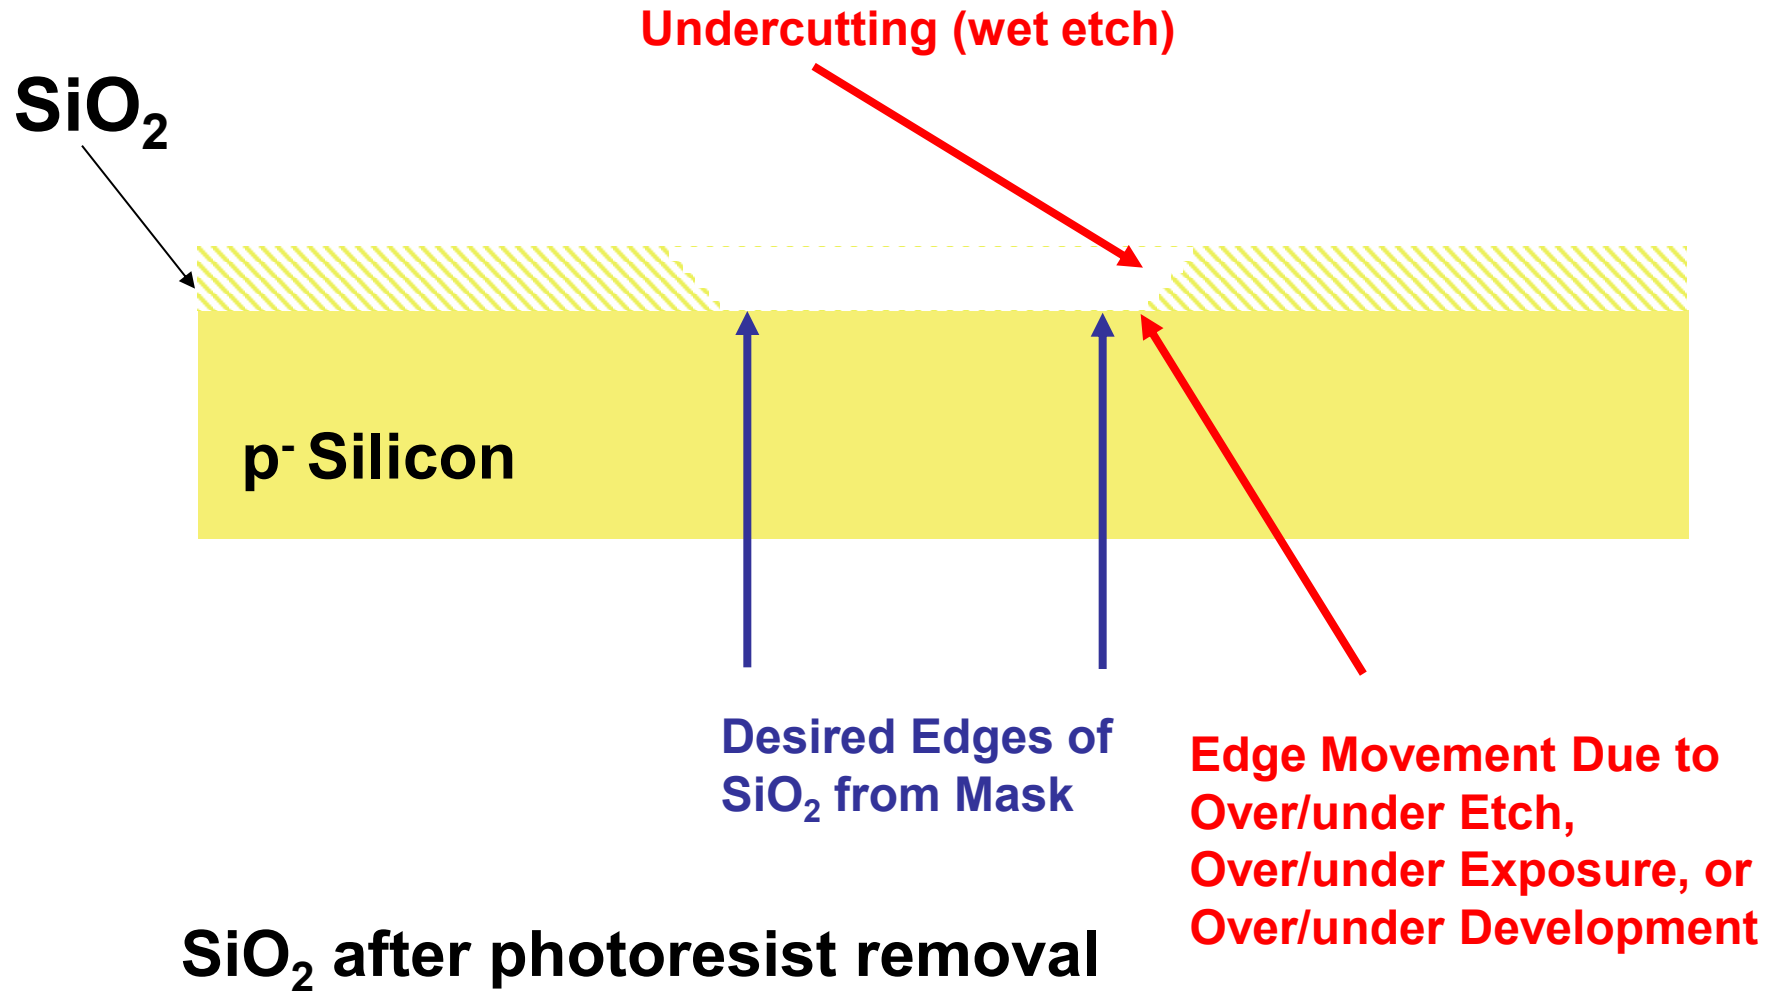 Undercutting (wet etch)
SiO₂
p⁻ Silicon
Desired Edges of
SiO₂ from Mask
Edge Movement Due to
Over/under Etch,
Over/under Exposure, or
Over/under Development
SiO₂ after photoresist removal